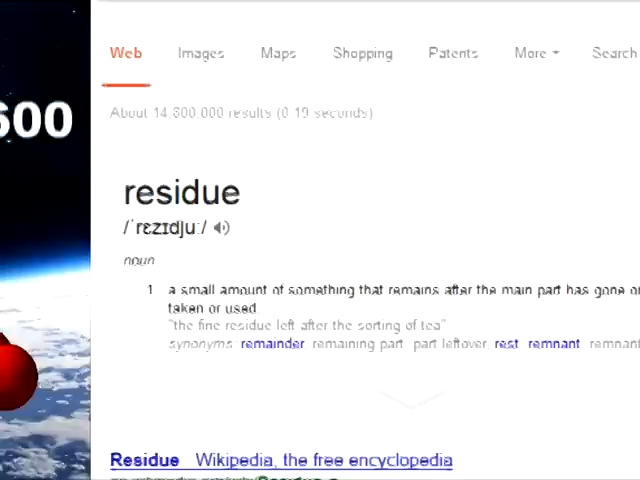 Web Images Maps Shopping Patents More Search
About 14,800,000 results (0.19 seconds)
600
residue
/ˈrɛzɪdjuː/
noun
1 a small amount of something that remains after the main part has gone or
taken or used
"the fine residue left after the sorting of tea"
synonyms: remainder, remaining part, part leftover, rest, remnant, remnant
Residue - Wikipedia, the free encyclopedia